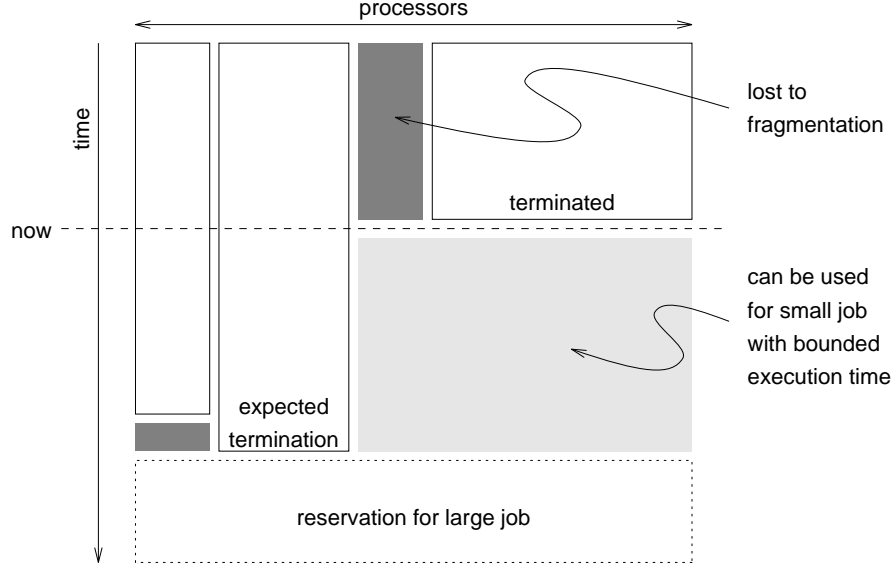 processors
time
lost to
fragmentation
terminated
now
can be used
for small job
with bounded
execution time
expected
termination
reservation for large job